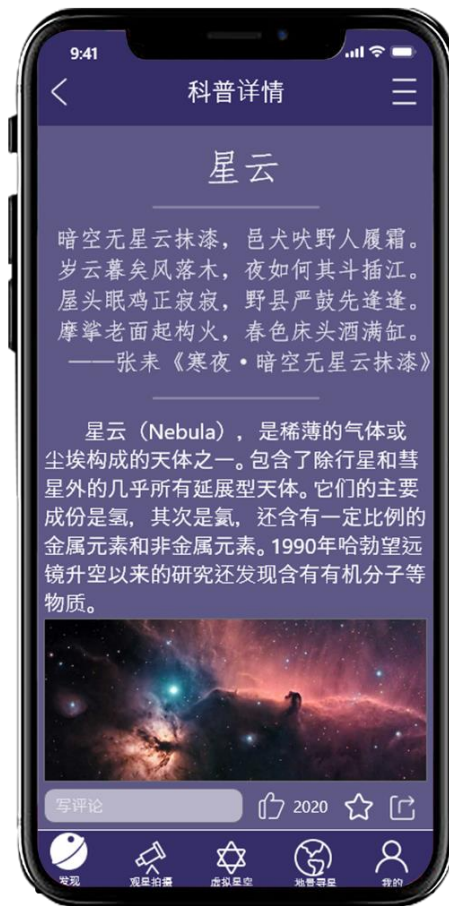 9:41
科普详情
星云
暗空无星云抹漆，邑犬吠野人履霜。
岁云暮矣风落木，夜如何其斗插江。
屋头眠鸡正寂寂，野县严鼓先逢逢。
摩挲老面起构火，春色床头酒满缸。
——张耒《寒夜•暗空无星云抹漆》
星云（Nebula），是稀薄的气体或
尘埃构成的天体之一。包含了除行星和彗
星外的几乎所有延展型天体。它们的主要
成份是氢，其次是氦，还含有一定比例的
金属元素和非金属元素。1990年哈勃望远
镜升空以来的研究还发现含有有机分子等
物质。
写评论 2020
发现 观星拍摄 虚拟星空 地景寻星 我的